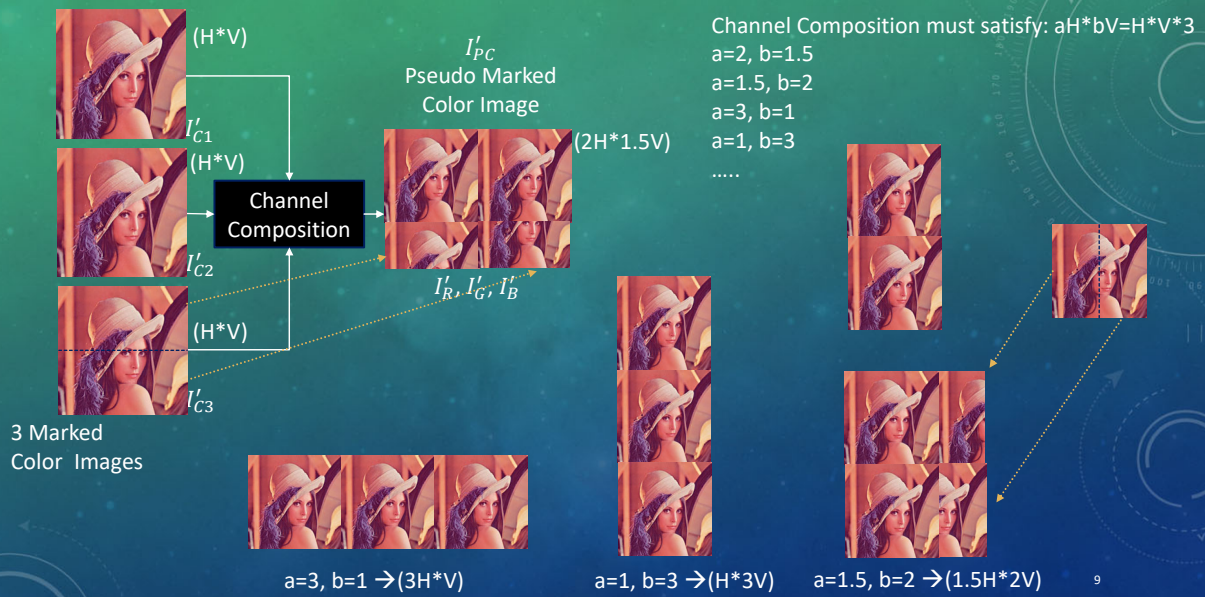 (H*V)
I′C1
(H*V)
I′C2
(H*V)
I′C3
3 Marked
Color Images
Channel
Composition
I′PC
Pseudo Marked
Color Image
(2H*1.5V)
I′R, I′G, I′B
Channel Composition must satisfy: aH*bV=H*V*3
a=2, b=1.5
a=1.5, b=2
a=3, b=1
a=1, b=3
…..
a=3, b=1 →(3H*V)
a=1, b=3 →(H*3V)
a=1.5, b=2 →(1.5H*2V)
9